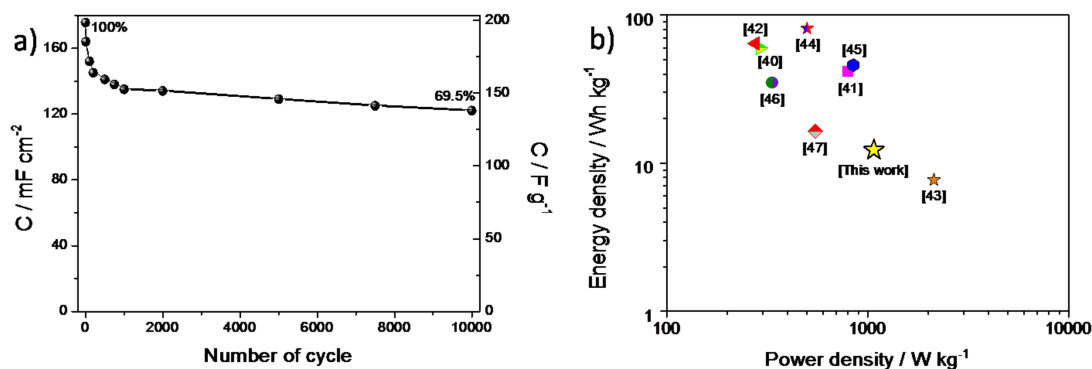 a)
C / mF cm-2
160
120
80
40
0
100%
69.5%
200
150
100
50
0
C / F g-1
0 2000 4000 6000 8000 10000
Number of cycle
b)
Energy density / Wh kg-1
100
10
1
[42]
[40]
[44]
[45]
[41]
[46]
[47]
[This work]
[43]
100 1000 10000
Power density / W kg-1